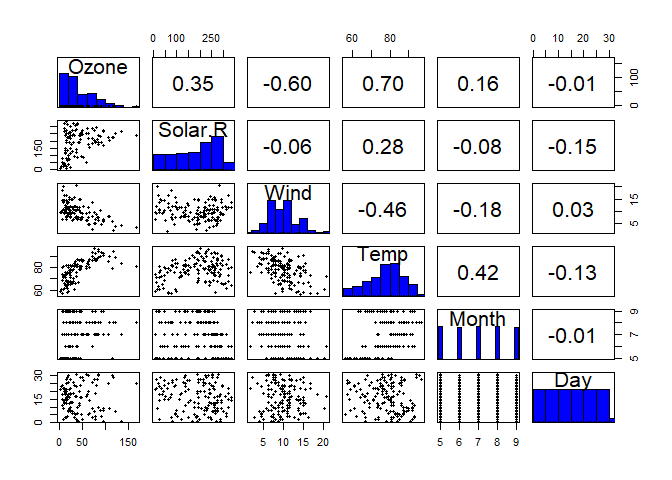 0 100 250
60 80
0 10 20 30
Ozone
0.35
-0.60
0.70
0.16
-0.01
0 100
0 150
Solar.R
-0.06
0.28
-0.08
-0.15
Wind
-0.46
-0.18
0.03
5 15
60 80
Temp
0.42
-0.13
Month
-0.01
5 7 9
0 15 30
Day
0 50 150
5 10 15 20
5 6 7 8 9